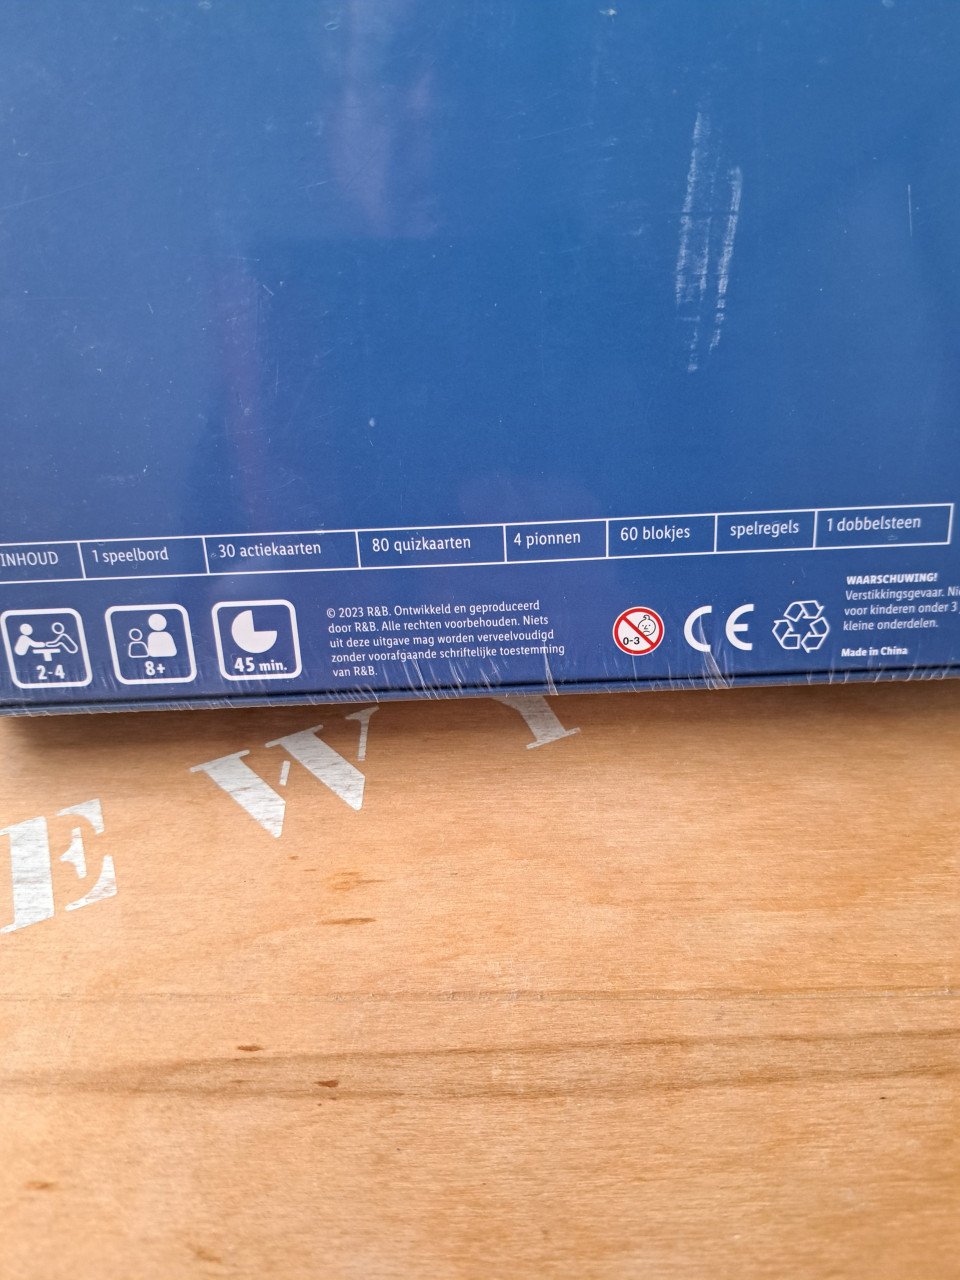 INHOUD 1 speelbord 30 actiekaarten 80 quizkaarten 4 pionnen 60 blokjes spelregels 1 dobbelsteen
2-4
8+
45 min.
© 2023 R&B. Ontwikkeld en geproduceerd
door R&B. Alle rechten voorbehouden. Niets
uit deze uitgave mag worden verveelvoudigd
zonder voorafgaande schriftelijke toestemming
van R&B.
0-3
CE
WAARSCHUWING!
Verstikkingsgevaar.
voor kinderen onder 3
kleine onderdelen.
Made in China
E W Y